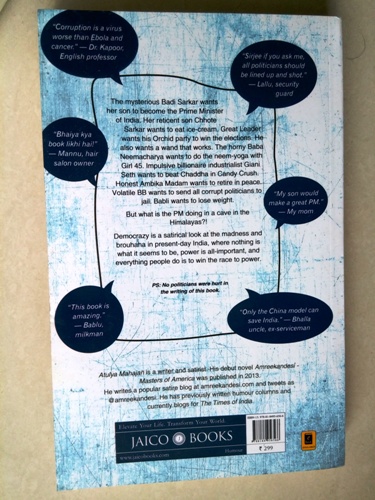 "Corruption is a virus
worse than Ebola and
cancer." — Dr. Kapoor,
English professor
"Sirjee if you ask me,
all politicians should
be lined up and shot."
— Lallu, security
guard
The mysterious Badi Sarkar wants
her son to become the Prime Minister
of India. Her reticent son Chhote
Sarkar wants to eat ice-cream. Great Leader
wants his Orchid party to win the elections. He
also wants a wand that works. The horny Baba
Neemacharya wants to do the neem-yoga with
Girl 45. Impulsive billionaire industrialist Giani
Seth wants to beat Chaddha in Candy Crush.
Honest Ambika Madam wants to retire in peace.
Volatile BB wants to send all corrupt politicians to
jail. Babli wants to lose weight.
But what is the PM doing in a cave in the
Himalayas?!
Democrazy is a satirical look at the madness and
brouhaha in present-day India, where nothing is
what it seems to be, power is all-important, and
everything people do is to win the race to power.
PS: No politicians were hurt in
the writing of this book.
"Bhaiya kya
book likhi hai!"
— Mannu, hair
salon owner
"My son would
make a great PM."
— My mom
"This book is
amazing."
— Bablu,
milkman
"Only the China model can
save India." — Bhalla
uncle, ex-serviceman
Atulya Mahajan is a writer and satirist. His debut novel Amreekandesi -
Masters of America was published in 2013.
He writes a popular satire blog at amreekandesi.com and tweets as
@amreekandesi. He has previously written humour columns and
currently blogs for The Times of India.
Elevate Your Life. Transform Your World.
JAICO BOOKS
www.jaicobooks.com
₹ 299